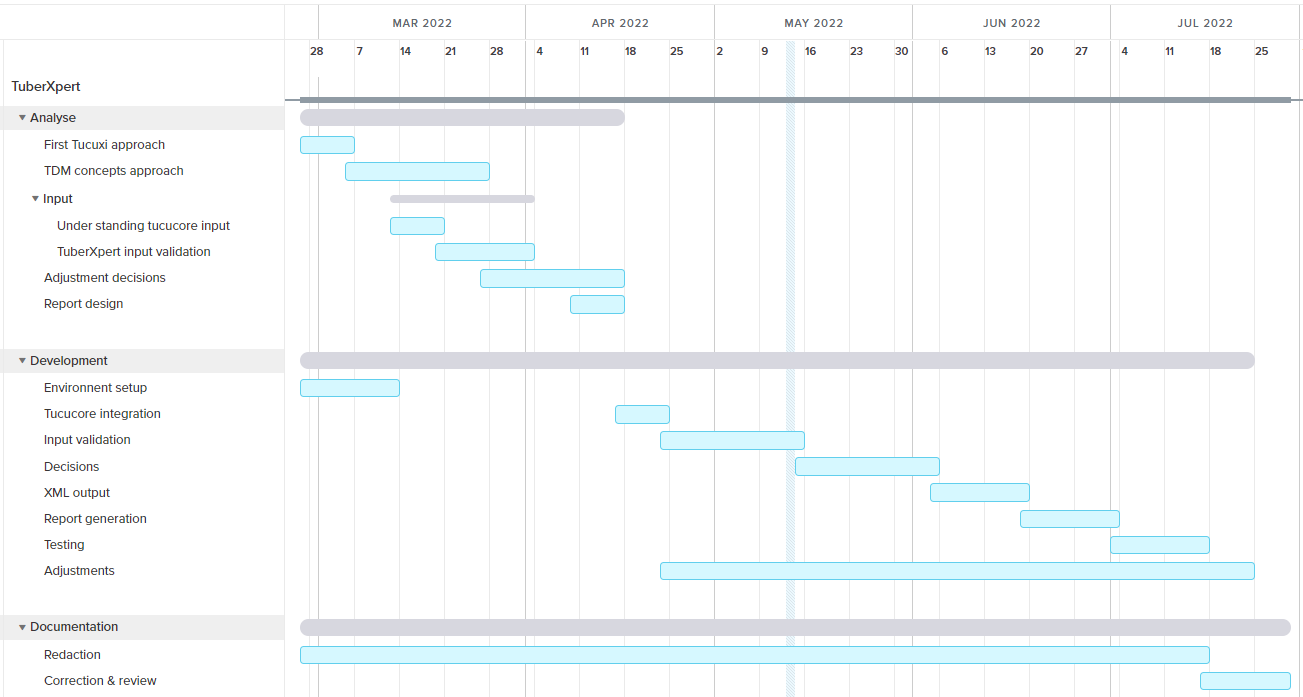 MAR 2022 APR 2022 MAY 2022 JUN 2022 JUL 2022
28 7 14 21 28 4 11 18 25 2 9 16 23 30 6 13 20 27 4 11 18 25
TuberXpert
Analyse
First Tucuxi approach
TDM concepts approach
Input
Under standing tucucore input
TuberXpert input validation
Adjustment decisions
Report design
Development
Environnent setup
Tucucore integration
Input validation
Decisions
XML output
Report generation
Testing
Adjustments
Documentation
Redaction
Correction & review